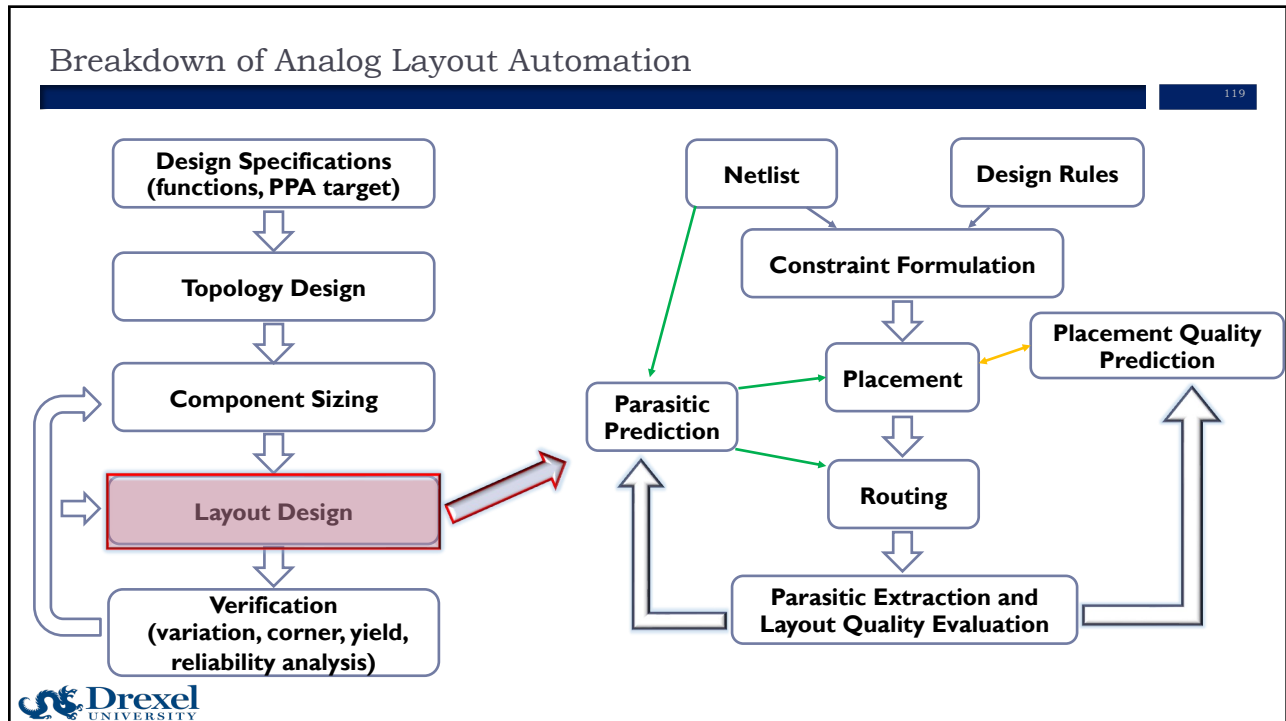 Breakdown of Analog Layout Automation
119
Design Specifications
(functions, PPA target)
Topology Design
Component Sizing
Layout Design
Verification
(variation, corner, yield,
reliability analysis)
Netlist
Design Rules
Constraint Formulation
Placement Quality
Prediction
Placement
Parasitic
Prediction
Routing
Parasitic Extraction and
Layout Quality Evaluation
Drexel
UNIVERSITY